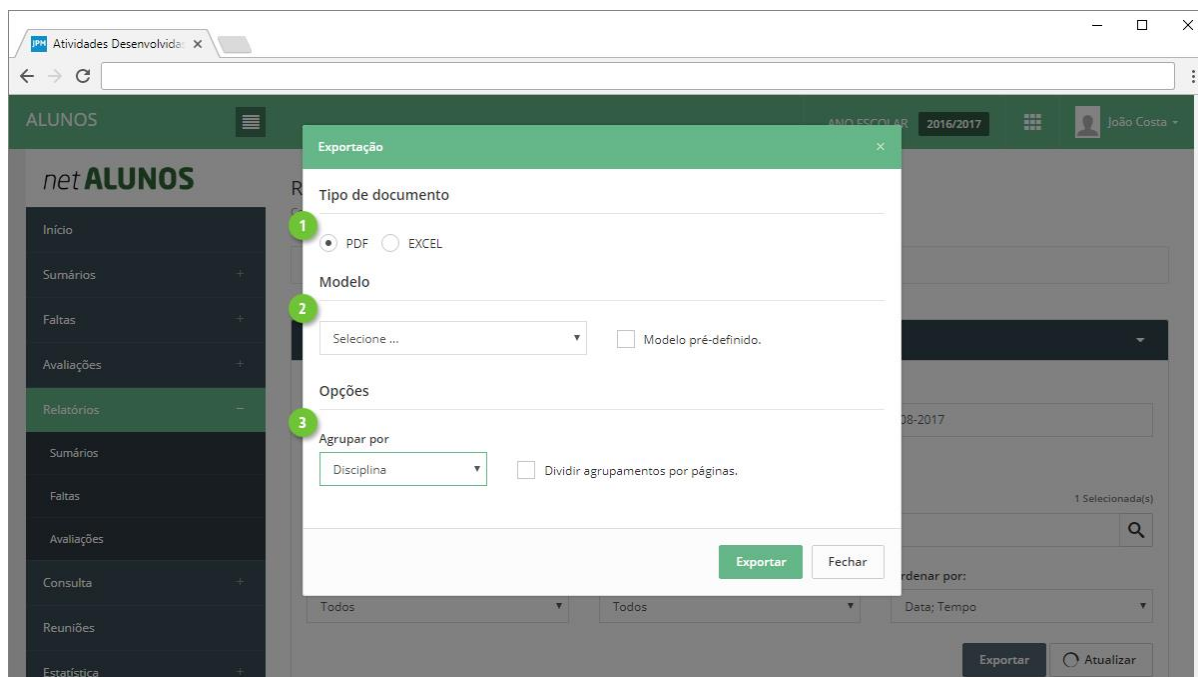 JPM Atividades Desenvolvida
ALUNOS
ANO ESCOLAR 2016/2017 João Costa
net ALUNOS
Início
Sumários
Faltas
Avaliações
Relatórios
Sumários
Faltas
Avaliações
Consulta
Reuniões
Estatística
Exportação
Tipo de documento
1
PDF EXCEL
Modelo
2
Selecione ... Modelo pré-definido.
Opções
3
Agrupar por
Disciplina Dividir agrupamentos por páginas.
Exportar Fechar
08-2017
1 Selecionada(s)
rdenar por:
Todos Todos Data; Tempo
Exportar Atualizar